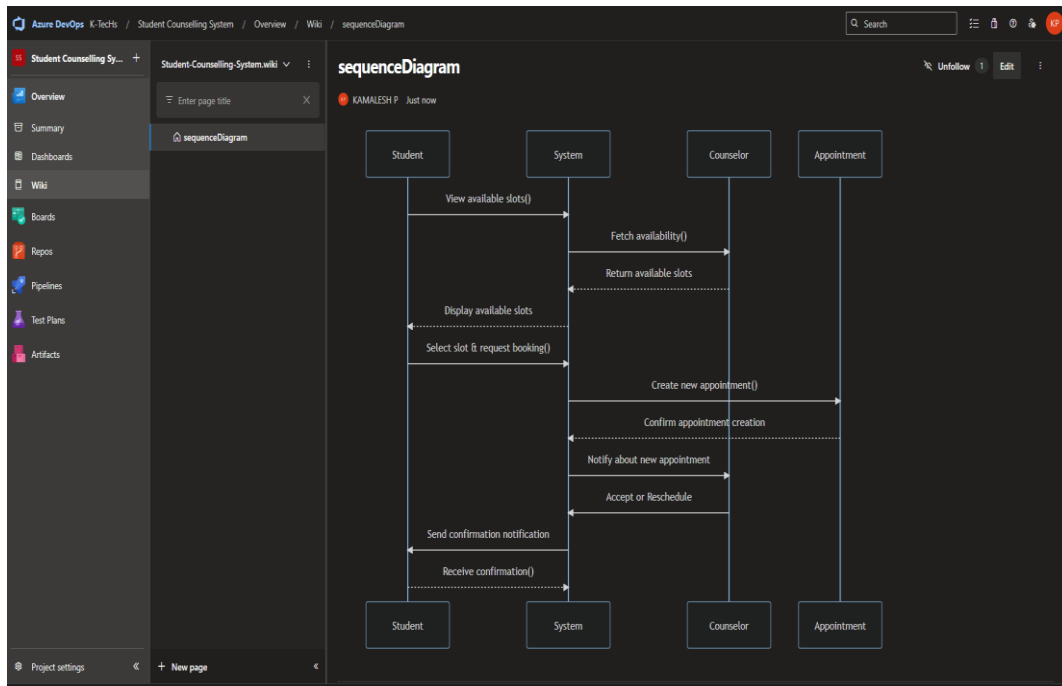 Azure DevOps K-TecHs / Student Counselling System / Overview / Wiki / sequenceDiagram
Search
KP
SS Student Counselling Sy... +
Overview
Summary
Dashboards
Wiki
Boards
Repos
Pipelines
Test Plans
Artifacts
Project settings
Student-Counselling-System.wiki
Enter page title
sequenceDiagram
+ New page
sequenceDiagram
Unfollow 1 Edit
KAMALESH P Just now
Student System Counselor Appointment
View available slots()
Fetch availability()
Return available slots
Display available slots
Select slot & request booking()
Create new appointment()
Confirm appointment creation
Notify about new appointment
Accept or Reschedule
Send confirmation notification
Receive confirmation()
Student System Counselor Appointment